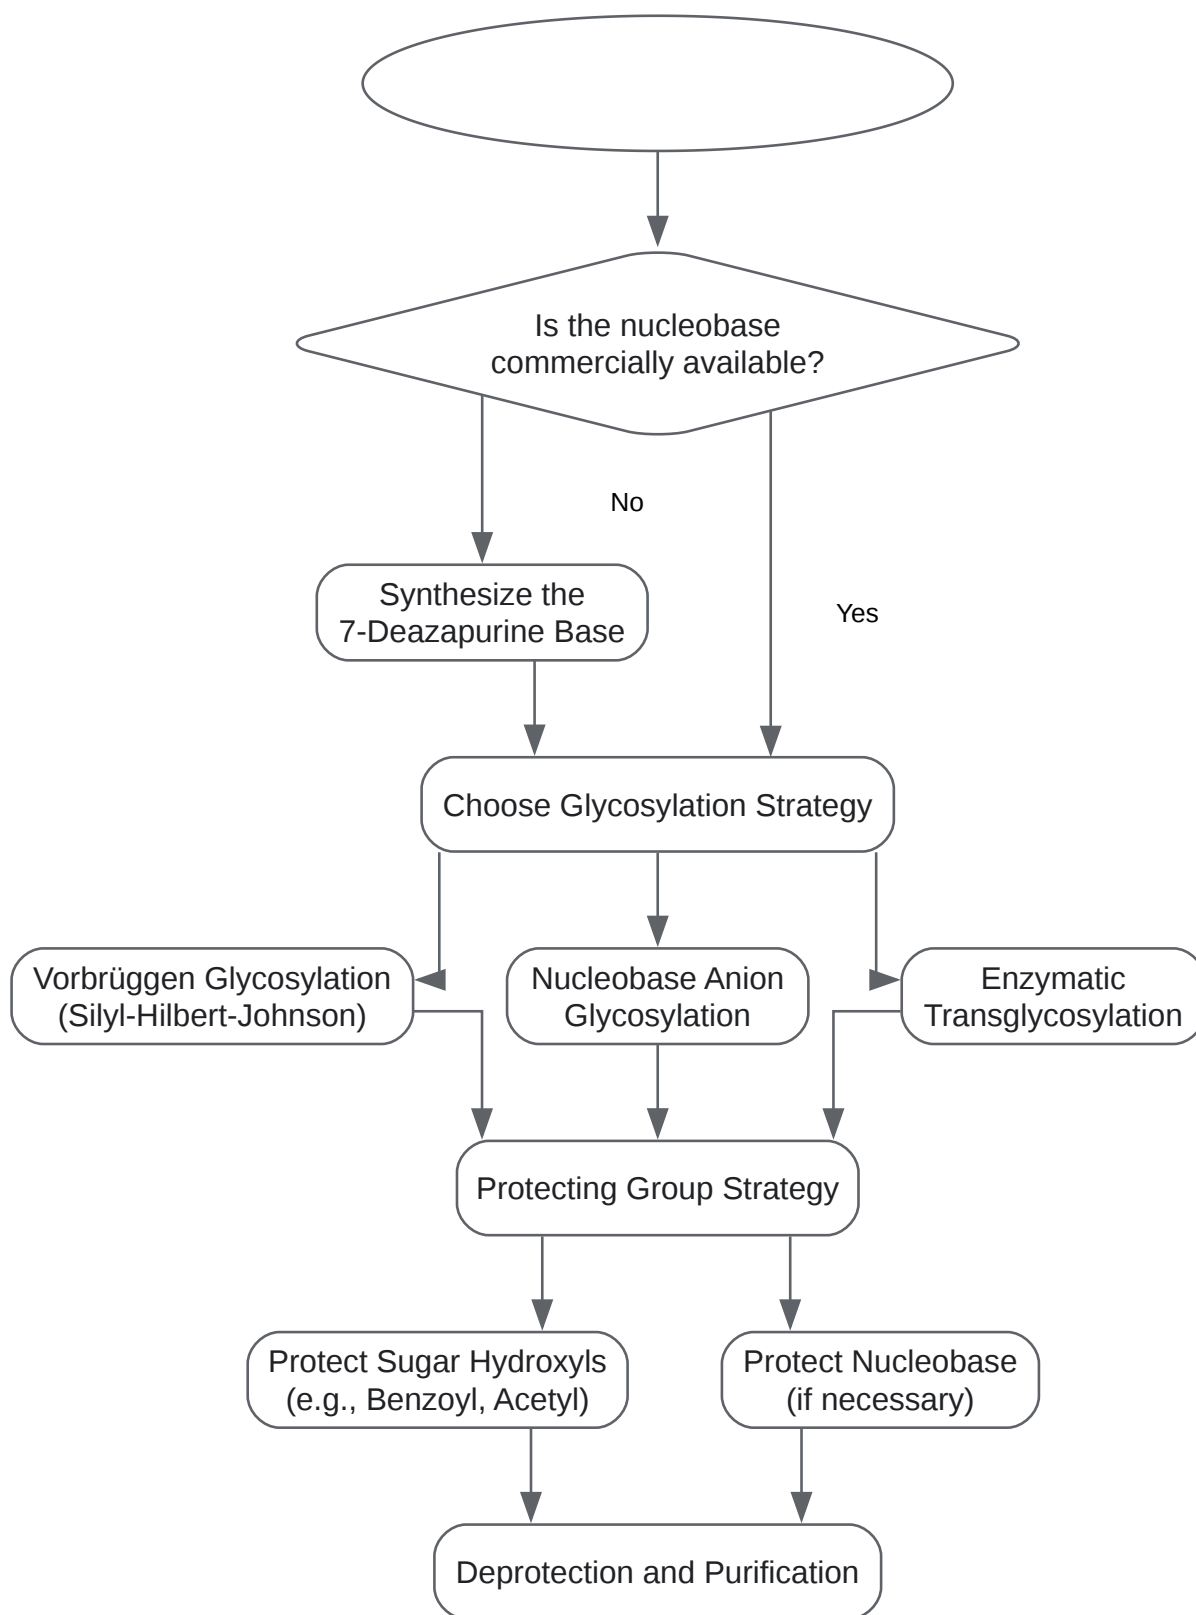 Is the nucleobase
commercially available?
No
Synthesize the
7-Deazapurine Base
Yes
Choose Glycosylation Strategy
Vorbrüggen Glycosylation
(Silyl-Hilbert-Johnson)
Nucleobase Anion
Glycosylation
Enzymatic
Transglycosylation
Protecting Group Strategy
Protect Sugar Hydroxyls
(e.g., Benzoyl, Acetyl)
Protect Nucleobase
(if necessary)
Deprotection and Purification